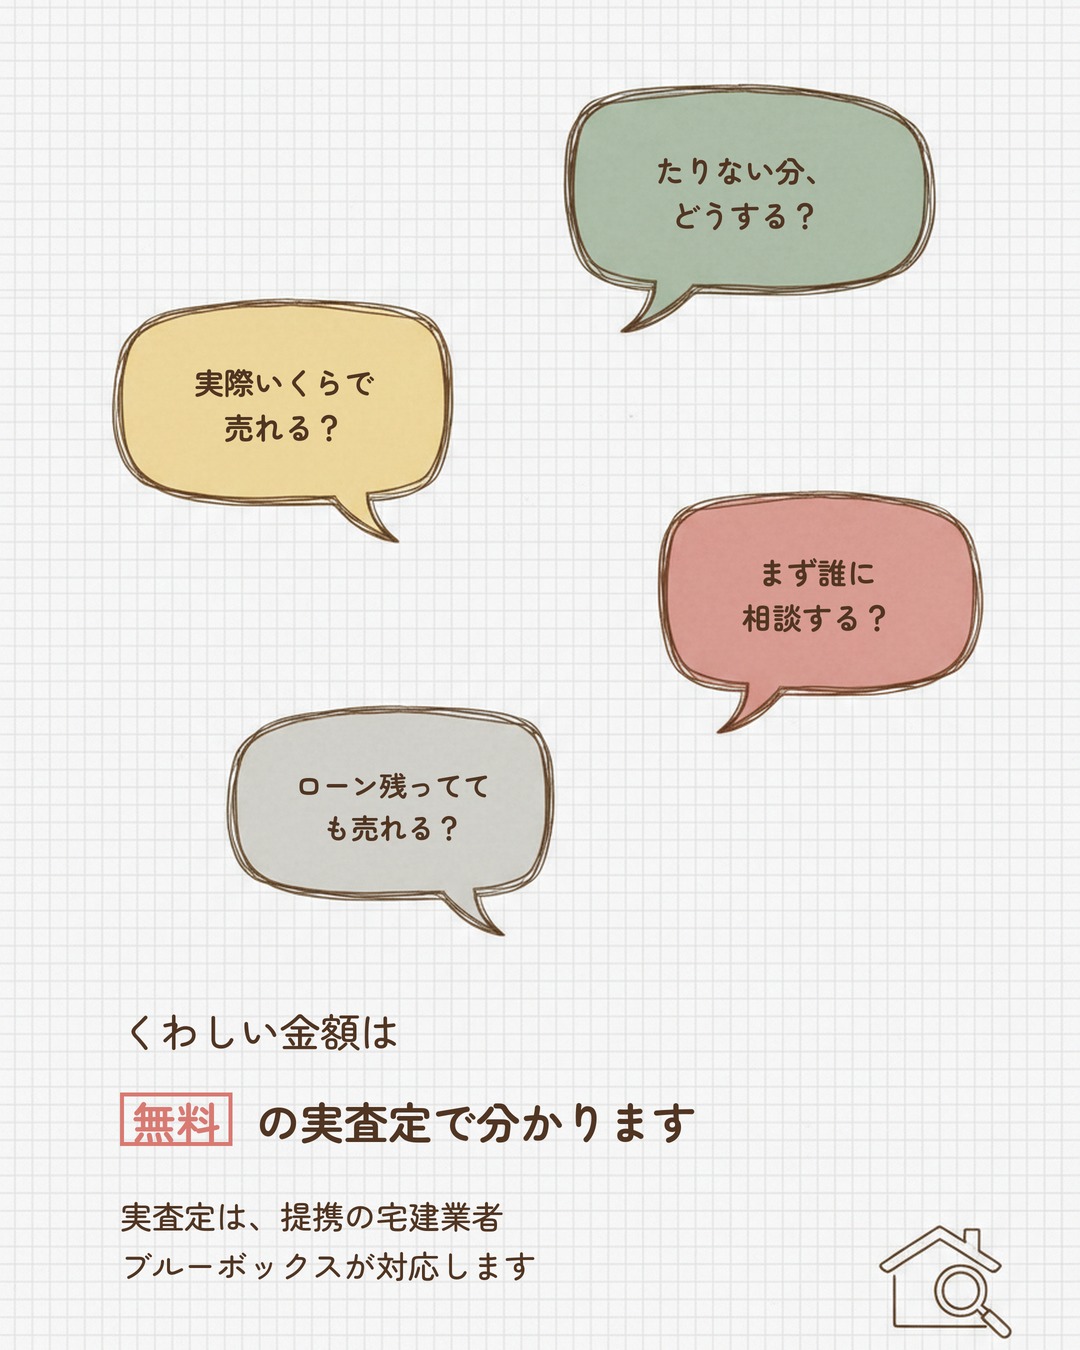 たりない分、
どうする？
実際いくらで
売れる？
まず誰に
相談する？
ローン残ってて
も売れる？
くわしい金額は
無料の実査定で分かります
実査定は、提携の宅建業者
ブルーボックスが対応します